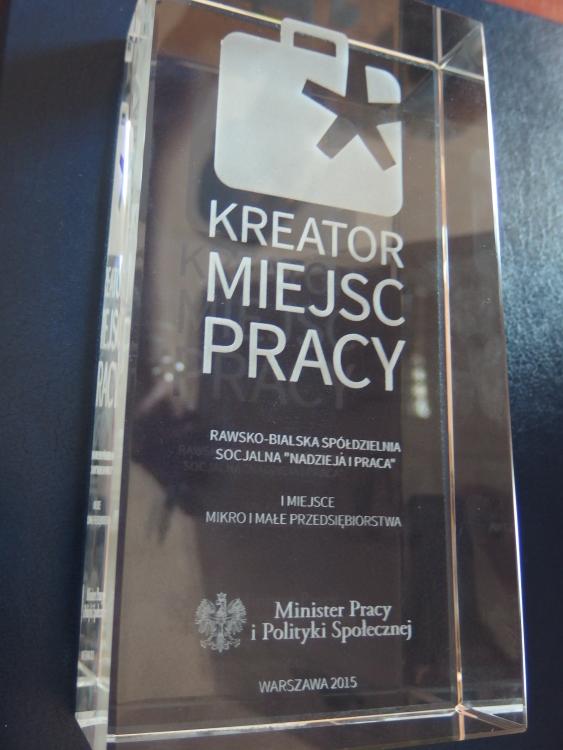 KREATOR
MIEJSC
PRACY
RAWSKO-BIALSKA SPÓŁDZIELNIA
SOCJALNA "NADZIEJA I PRACA"
I MIEJSCE
MIKRO I MAŁE PRZEDSIĘBIORSTWA
Minister Pracy
i Polityki Społecznej
WARSZAWA 2015